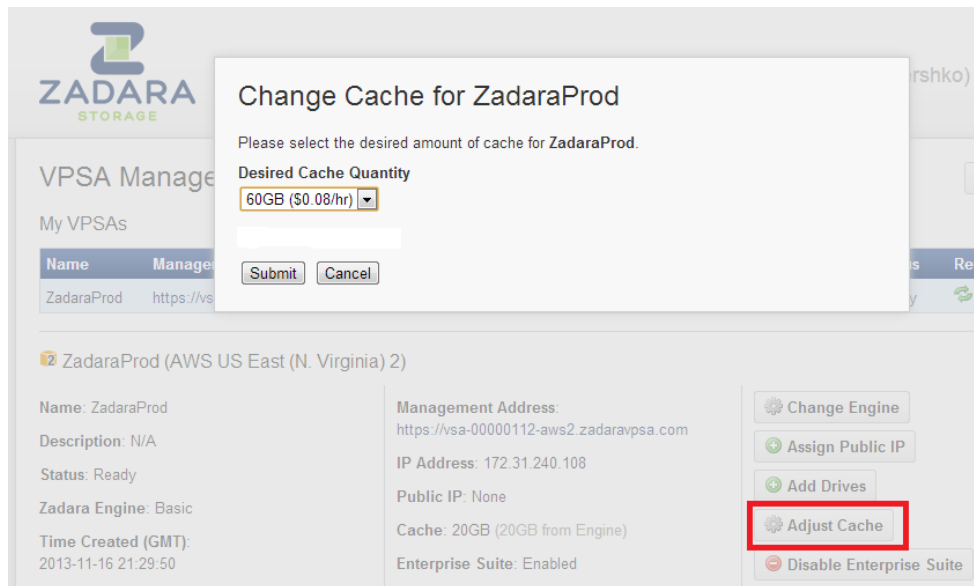 ZADARA
STORAGE
rshko)
Change Cache for ZadaraProd
Please select the desired amount of cache for ZadaraProd.
Desired Cache Quantity
60GB ($0.08/hr)
Submit Cancel
VPSA Manage
My VPSAs
Name Manage s Re
ZadaraProd https://vs y
2 ZadaraProd (AWS US East (N. Virginia) 2)
Name: ZadaraProd
Description: N/A
Status: Ready
Zadara Engine: Basic
Time Created (GMT):
2013-11-16 21:29:50
Management Address:
https://vsa-00000112-aws2.zadaravpsa.com
IP Address: 172.31.240.108
Public IP: None
Cache: 20GB (20GB from Engine)
Enterprise Suite: Enabled
Change Engine
Assign Public IP
Add Drives
Adjust Cache
Disable Enterprise Suite